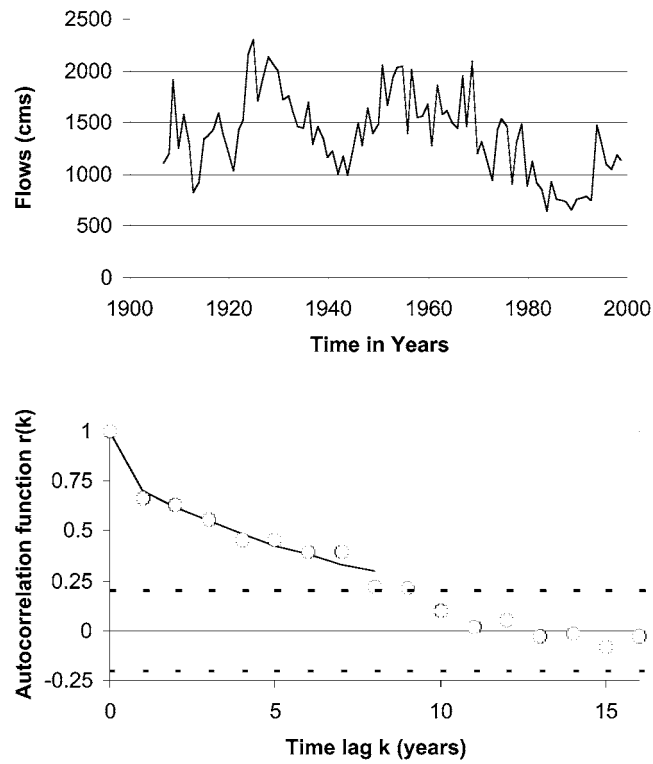 2500
2000
1500
1000
500
0
Flows (cms)
1900 1920 1940 1960 1980 2000
Time in Years
1
0.75
0.5
0.25
0
-0.25
Autocorrelation function r(k)
0 5 10 15
Time lag k (years)